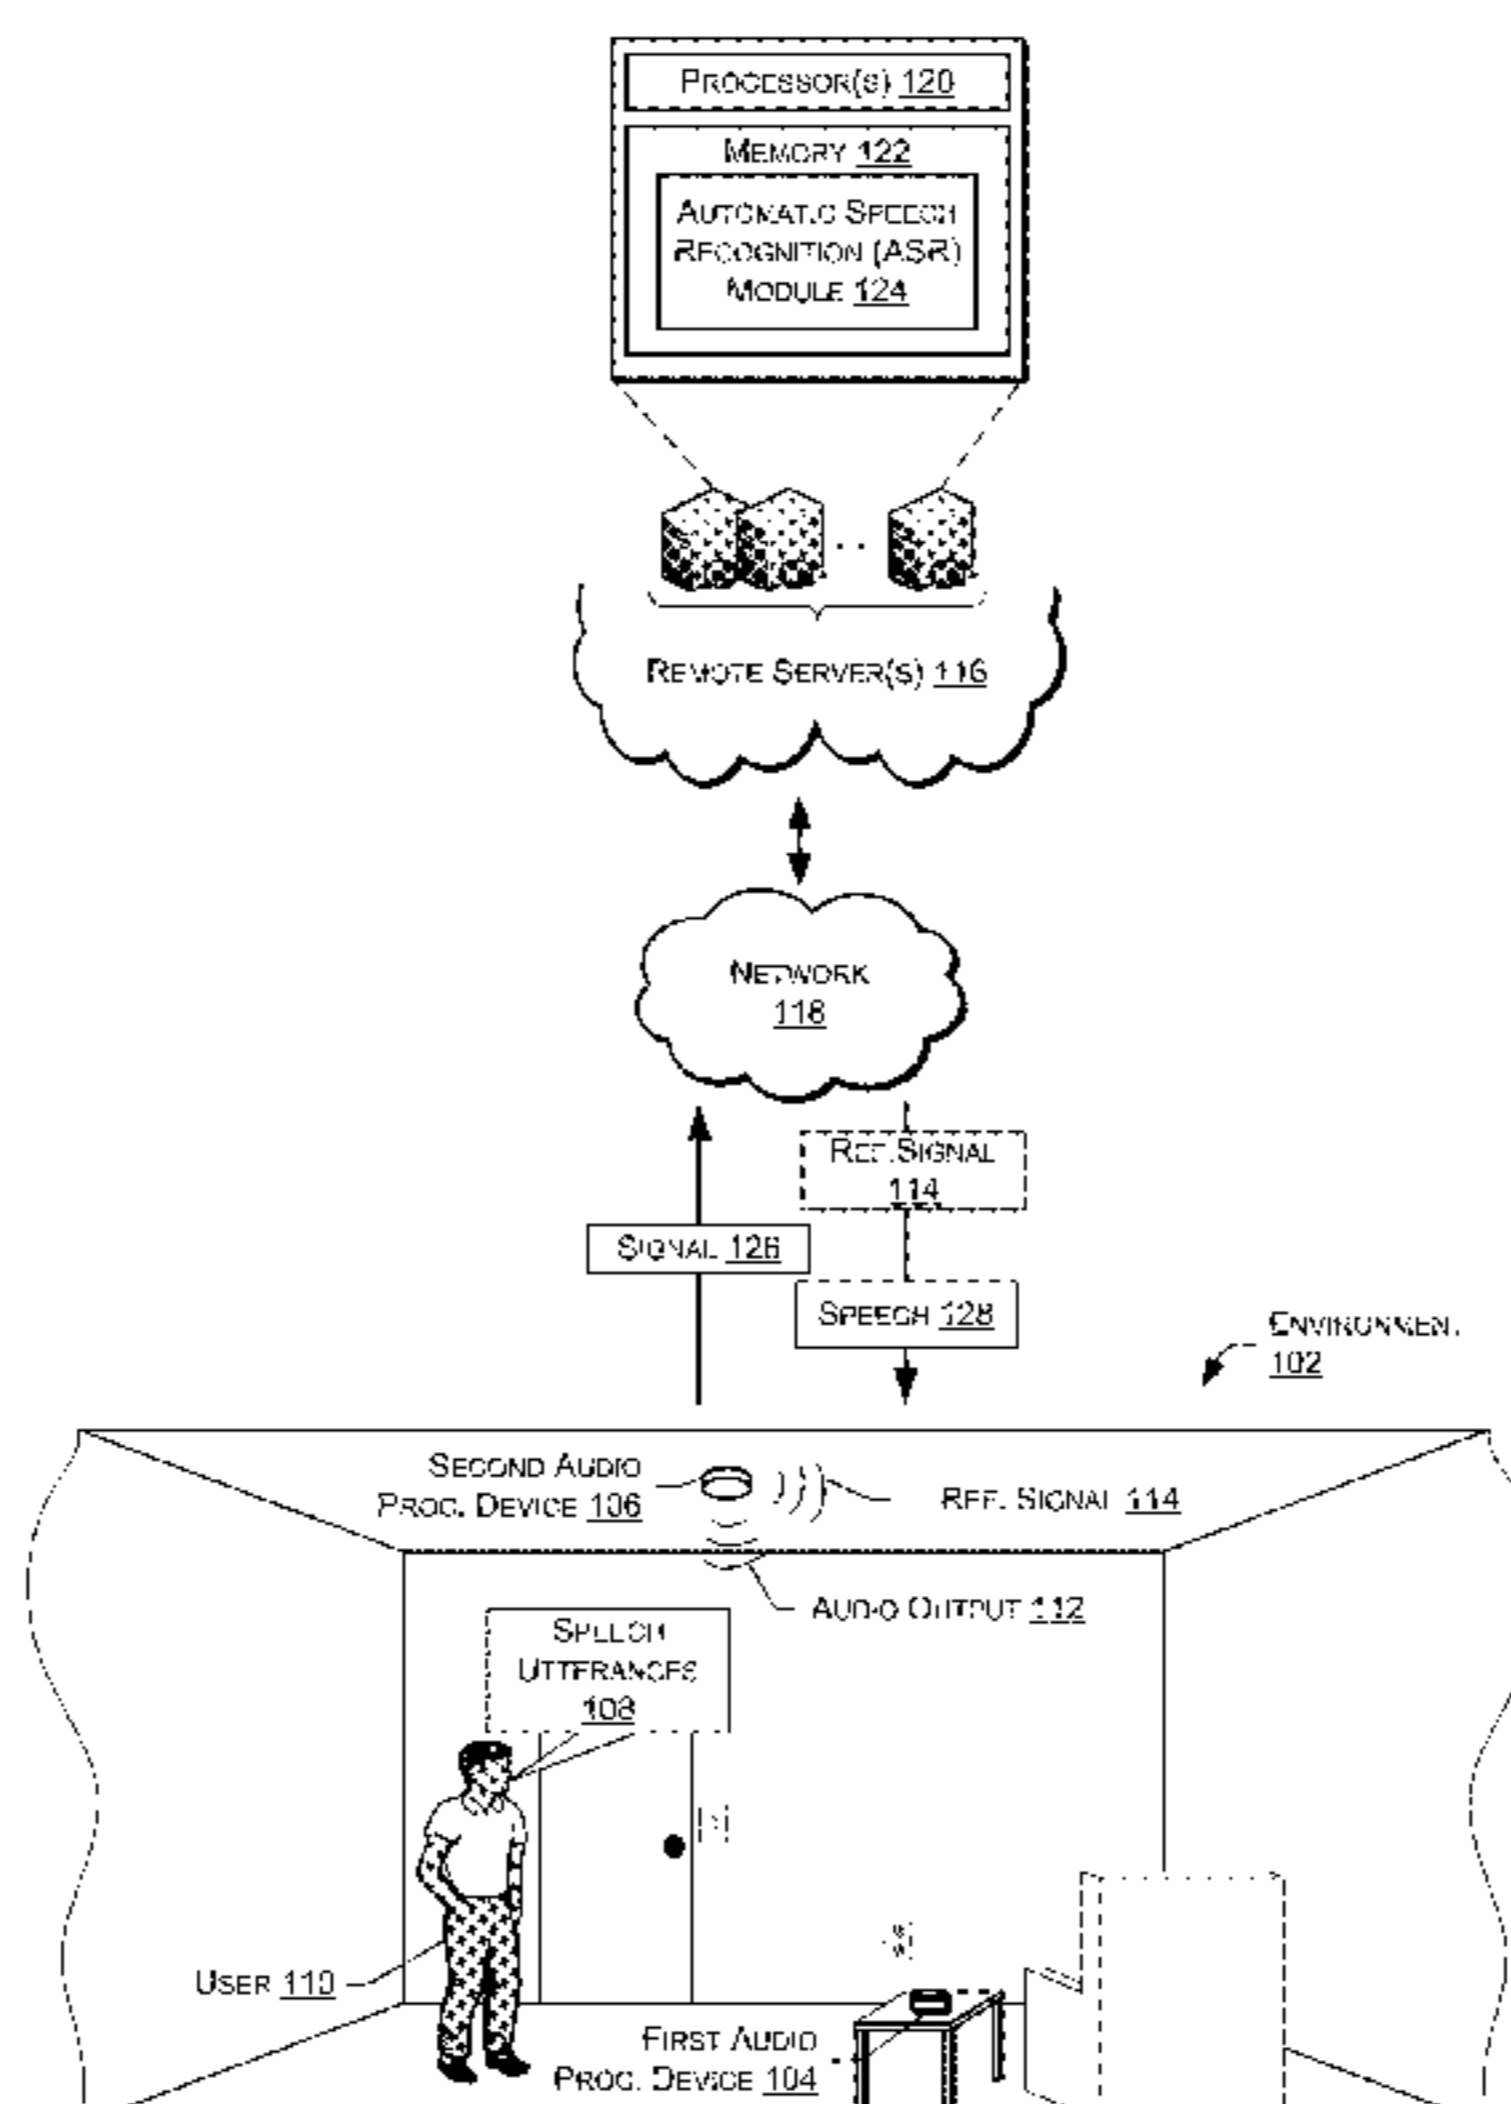 PROCESSOR(S) 120
MEMORY 122
AUTOMATIC SPEECH
RECOGNITION (ASR)
MODULE 124
REMOTE SERVER(S) 116
NETWORK
118
REF. SIGNAL
114
SIGNAL 126
SPEECH 128
ENVIRONMENT
102
SECOND AUDIO
PROC. DEVICE 106
REF. SIGNAL 114
AUDIO OUTPUT 112
SPEECH
UTTERANCES
108
USER 110
FIRST AUDIO
PROC. DEVICE 104